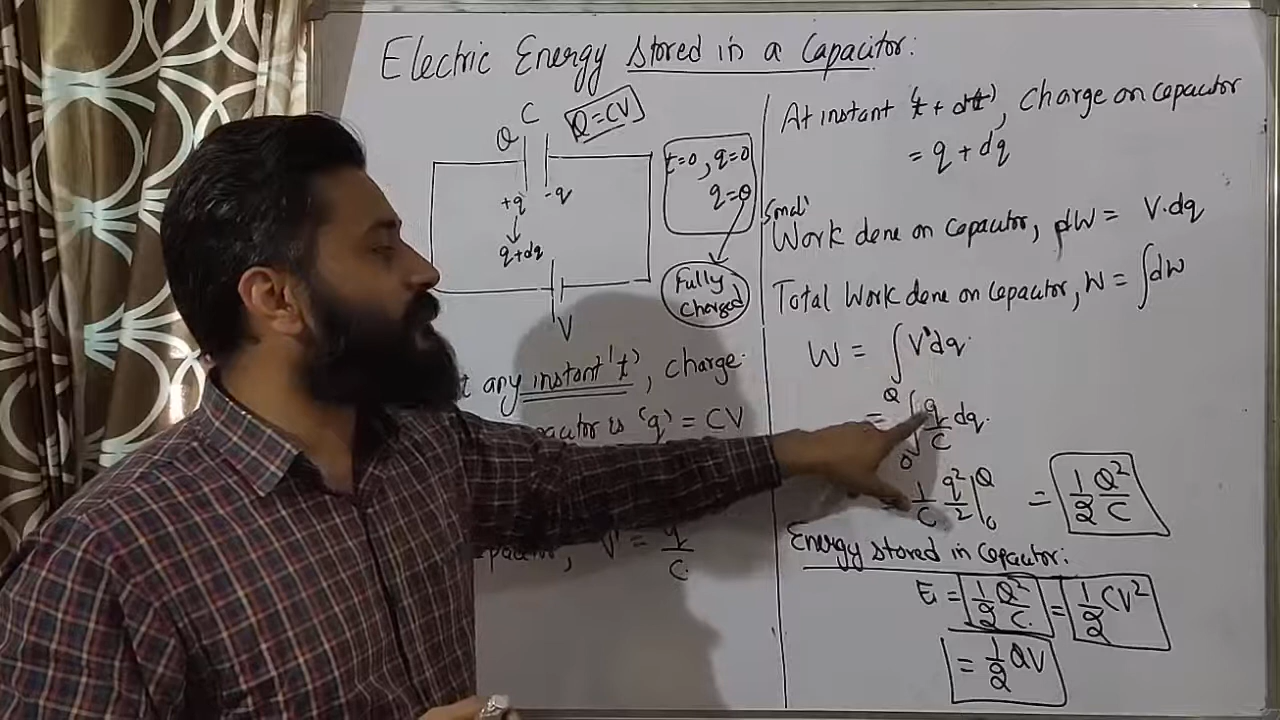 Electric Energy Stored in a Capacitor:
C
Q=CV
Q
+q -q
q+dq
V
t=0, q=0
q=Q
Fully
Charged
any instant 't', charge
is 'q' = CV
V' = q/C
At instant 't+dt', Charge on capacitor
= q + dq
Small
Work done on capacitor, dW = V.dq
Total Work done on capacitor, W = ∫dW
W = ∫V'dq
= ∫₀^Q q/C dq.
= 1/C q²/2 |₀^Q = 1/2 Q²/C
Energy stored in capacitor:
E = 1/2 Q²/C = 1/2 CV²
= 1/2 QV